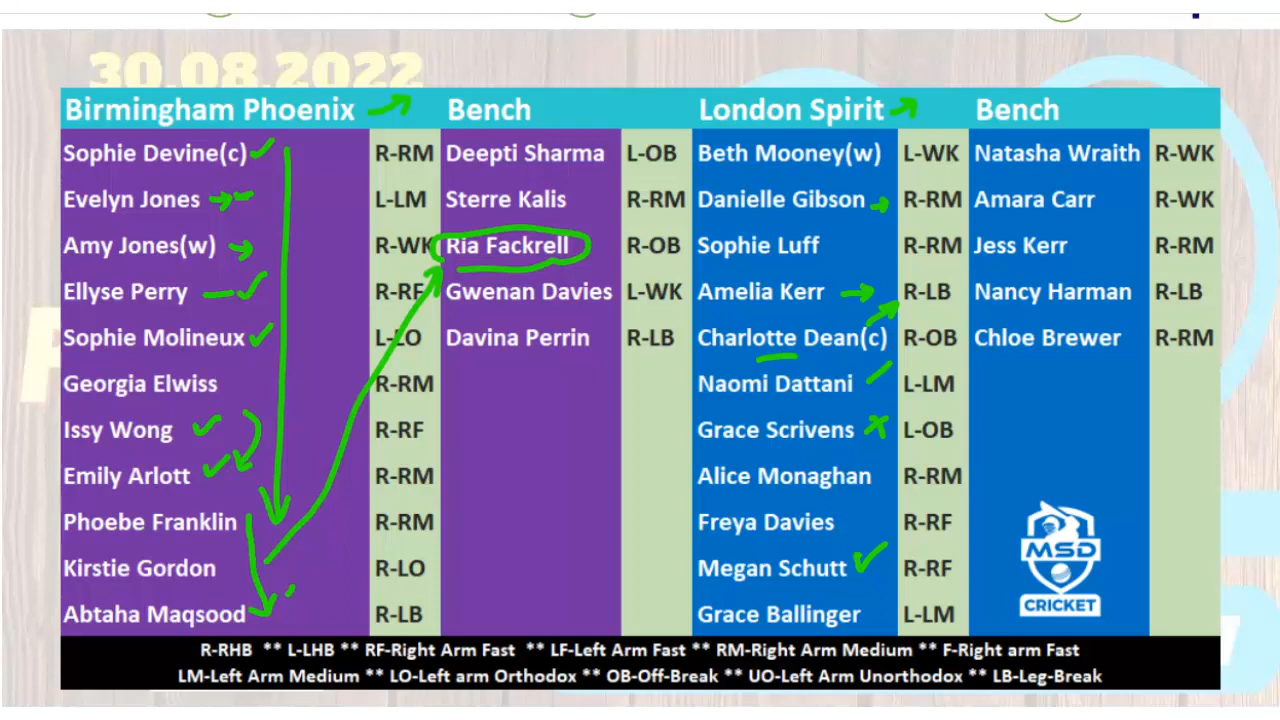 30.08.2022
Birmingham Phoenix Bench London Spirit Bench
Sophie Devine(c) R-RM Deepti Sharma L-OB Beth Mooney(w) L-WK Natasha Wraith R-WK
Evelyn Jones L-LM Sterre Kalis R-RM Danielle Gibson R-RM Amara Carr R-WK
Amy Jones(w) R-WK Ria Fackrell R-OB Sophie Luff R-RM Jess Kerr R-RM
Ellyse Perry R-RF Gwenan Davies L-WK Amelia Kerr R-LB Nancy Harman R-LB
Sophie Molineux L-LO Davina Perrin R-LB Charlotte Dean(c) R-OB Chloe Brewer R-RM
Georgia Elwiss R-RM Naomi Dattani L-LM
Issy Wong R-RF Grace Scrivens L-OB
Emily Arlott R-RM Alice Monaghan R-RM
Phoebe Franklin R-RM Freya Davies R-RF
Kirstie Gordon R-LO Megan Schutt R-RF
Abtaha Maqsood R-LB Grace Ballinger L-LM
MSD
CRICKET
R-RHB ** L-LHB ** RF-Right Arm Fast ** LF-Left Arm Fast ** RM-Right Arm Medium ** F-Right arm Fast
LM-Left Arm Medium ** LO-Left arm Orthodox ** OB-Off-Break ** UO-Left Arm Unorthodox ** LB-Leg-Break